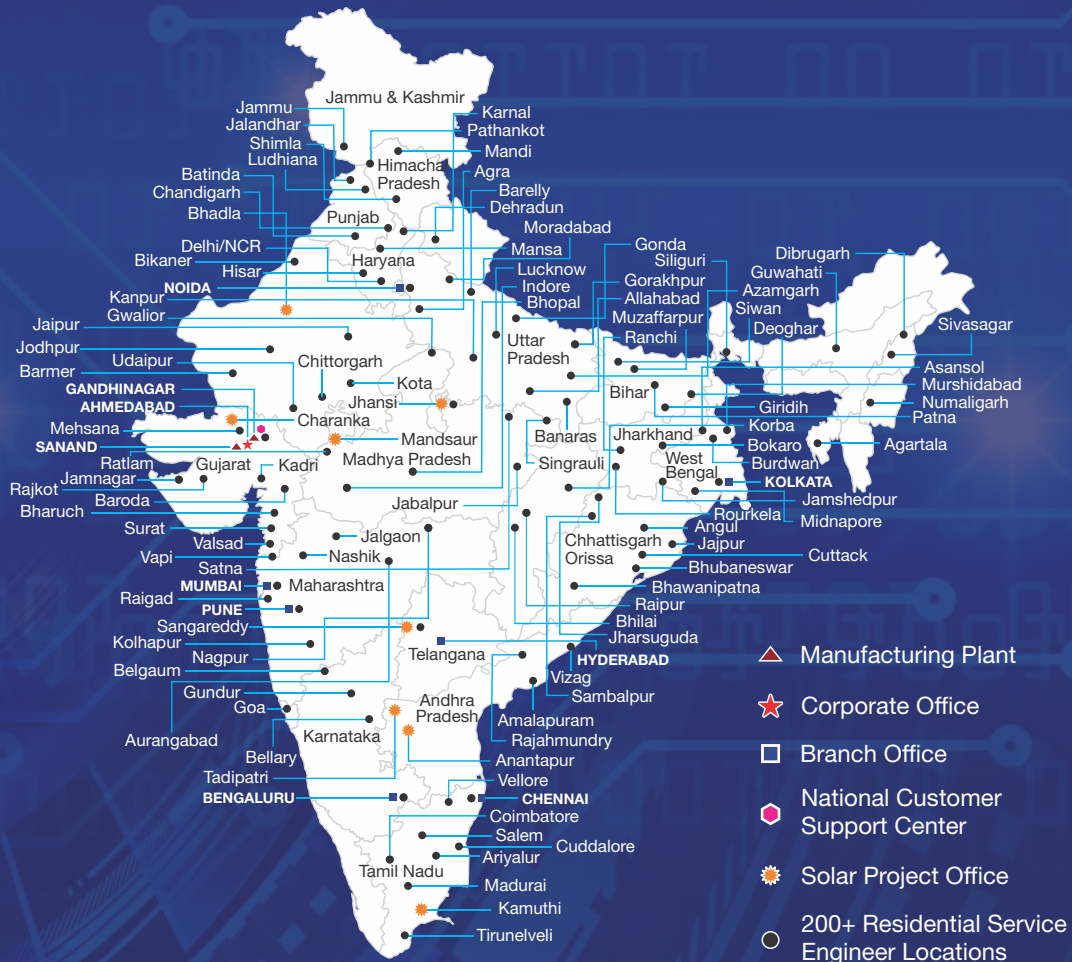 Jammu & Kashmir
Jammu
Jalandhar
Shimla
Ludhiana
Batinda
Chandigarh
Bhadla
Delhi/NCR
Bikaner
Hisar
NOIDA
Kanpur
Gwalior
Jaipur
Jodhpur
Udaipur
Barmer
GANDHINAGAR
AHMEDABAD
Mehsana
SANAND
Ratlam
Jamnagar
Rajkot
Baroda
Bharuch
Surat
Valsad
Vapi
Satna
MUMBAI
Raigad
PUNE
Sangareddy
Kolhapur
Nagpur
Belgaum
Gundur
Goa
Aurangabad
Bellary
Tadipatri
BENGALURU
Karnal
Pathankot
Mandi
Himacha
Pradesh
Agra
Barelly
Dehradun
Moradabad
Punjab
Mansa
Haryana
Lucknow
Indore
Bhopal
Gonda
Siliguri
Gorakhpur
Allahabad
Muzaffarpur
Ranchi
Dibrugarh
Guwahati
Azamgarh
Siwan
Deoghar
Sivasagar
Asansol
Murshidabad
Numaligarh
Patna
Agartala
Uttar
Pradesh
Bihar
Giridih
Korba
Bokaro
Burdwan
KOLKATA
Jamshedpur
Midnapore
Rourkela
Jharkhand
West
Bengal
Chittorgarh
Kota
Jhansi
Charanka
Mandsaur
Madhya Pradesh
Gujarat
Kadri
Banaras
Singrauli
Jabalpur
Jalgaon
Nashik
Maharashtra
Chhattisgarh
Orissa
Angul
Jajpur
Cuttack
Bhubaneswar
Bhawanipatna
Raipur
Bhilai
Jharsuguda
HYDERABAD
Vizag
Sambalpur
Telangana
Andhra
Pradesh
Karnataka
Amalapuram
Rajahmundry
Anantapur
Vellore
CHENNAI
Coimbatore
Salem
Cuddalore
Ariyalur
Tamil Nadu
Madurai
Kamuthi
Tirunelveli
Manufacturing Plant
Corporate Office
Branch Office
National Customer
Support Center
Solar Project Office
200+ Residential Service
Engineer Locations